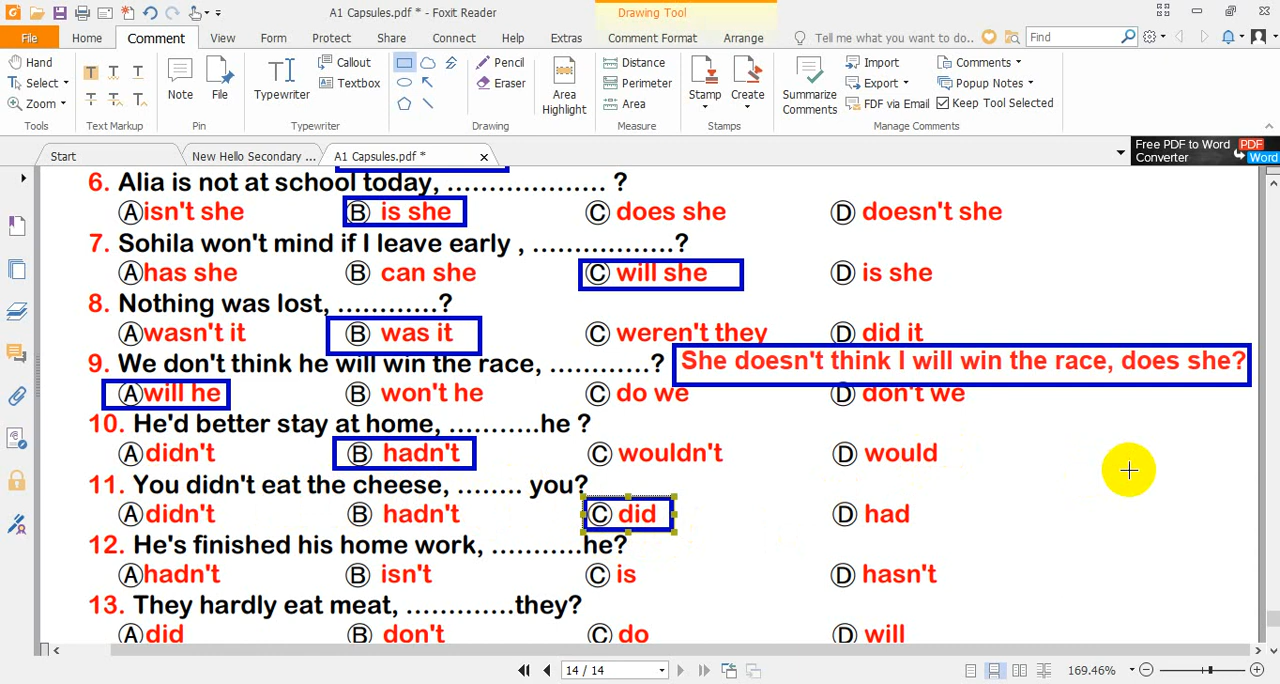 A1 Capsules.pdf * - Foxit Reader
Drawing Tool
File Home Comment View Form Protect Share Connect Help Extras Comment Format Arrange Tell me what you want to do.. Find
Hand
Select
Zoom
Tools
Text Markup
Note
File
Pin
Typewriter
Callout
Textbox
Typewriter
Pencil
Eraser
Drawing
Area Highlight
Distance
Perimeter
Area
Measure
Stamp
Create
Stamps
Summarize Comments
Import
Export
FDF via Email
Comments
Popup Notes
Keep Tool Selected
Manage Comments
Start New Hello Secondary ... A1 Capsules.pdf *
Free PDF to Word Converter PDF Word
6. Alia is not at school today, .................... ?
A isn't she B is she C does she D doesn't she
7. Sohila won't mind if I leave early , .................?
A has she B can she C will she D is she
8. Nothing was lost, ............?
A wasn't it B was it C weren't they D did it
9. We don't think he will win the race, ............? She doesn't think I will win the race, does she?
A will he B won't he C do we D don't we
10. He'd better stay at home, ...........he ?
A didn't B hadn't C wouldn't D would
11. You didn't eat the cheese, ........ you?
A didn't B hadn't C did D had
12. He's finished his home work, ...........he?
A hadn't B isn't C is D hasn't
13. They hardly eat meat, .............they?
A did B don't C do D will
14 / 14 169.46%